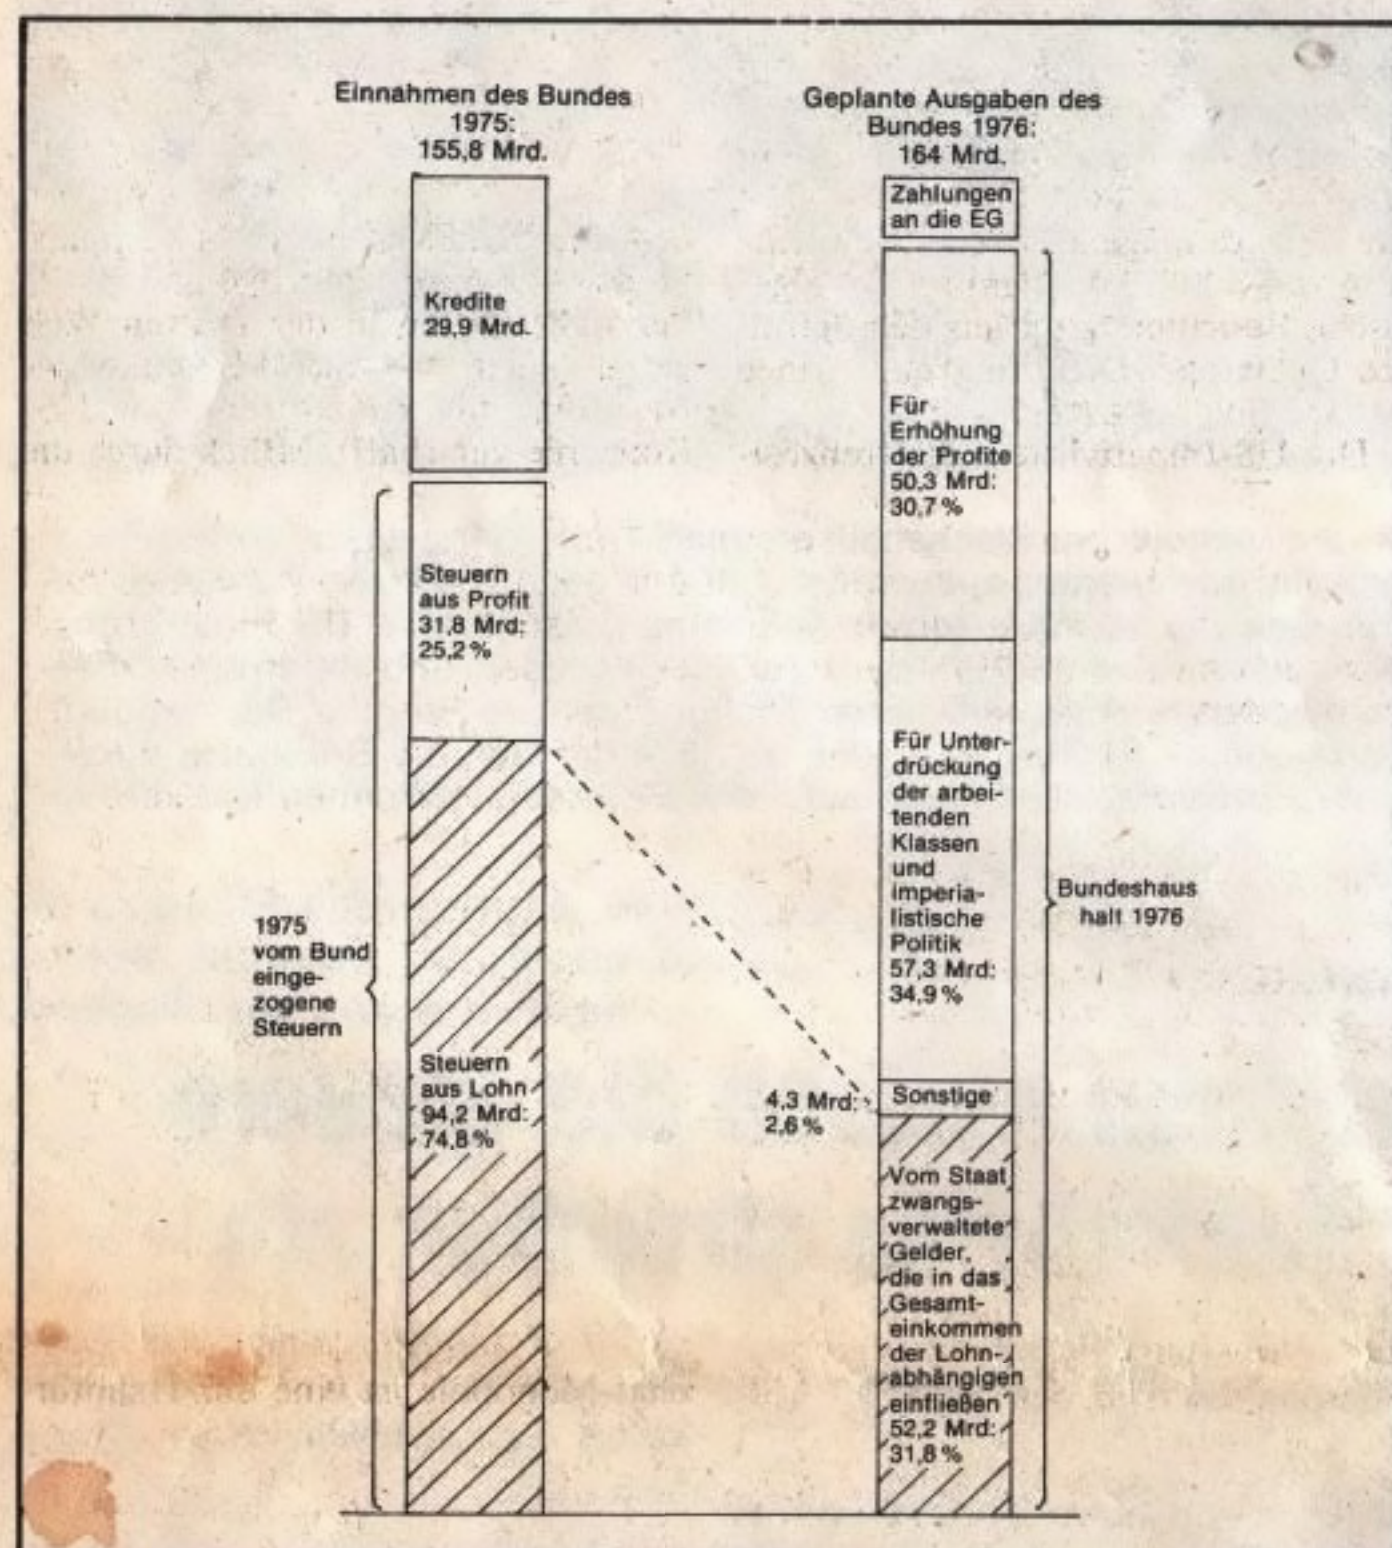 Einnahmen des Bundes
1975:
155,8 Mrd.
Kredite
29,9 Mrd.
Steuern
aus Profit
31,8 Mrd:
25,2 %
1975
vom Bund
einge-
zogene
Steuern
Steuern
aus Lohn
94,2 Mrd:
74,8 %
Geplante Ausgaben des
Bundes 1976:
164 Mrd.
Zahlungen
an die EG
Für
Erhöhung
der Profite
50,3 Mrd:
30,7 %
Für Unter-
drückung
der arbei-
tenden
Klassen
und
imperia-
listische
Politik
57,3 Mrd:
34,9 %
4,3 Mrd:
2,6 %
Sonstige
Vom Staat
zwangs-
verwaltete
Gelder,
die in das
Gesamt-
einkommen
der Lohn-
abhängigen
einfließen
52,2 Mrd:
31,8 %
Bundeshaus
halt 1976